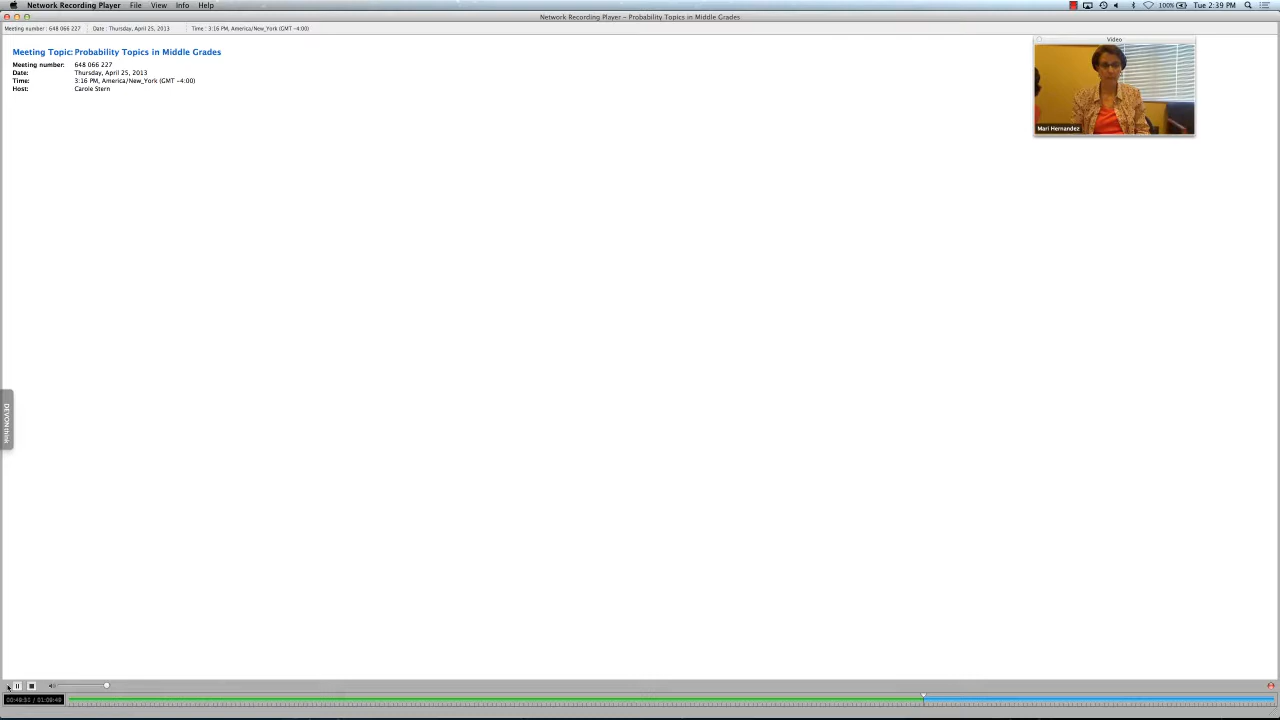 Network Recording Player File View Info Help 100% Tue 2:39 PM
Network Recording Player - Probability Topics in Middle Grades
Meeting number : 648 066 227 Date : Thursday, April 25, 2013 Time : 3:16 PM, America/New_York (GMT -4:00)
Video
Meeting Topic: Probability Topics in Middle Grades
Meeting number: 648 066 227
Date: Thursday, April 25, 2013
Time: 3:16 PM, America/New_York (GMT -4:00)
Host: Carole Stern
Mari Hernandez
DEVONthink